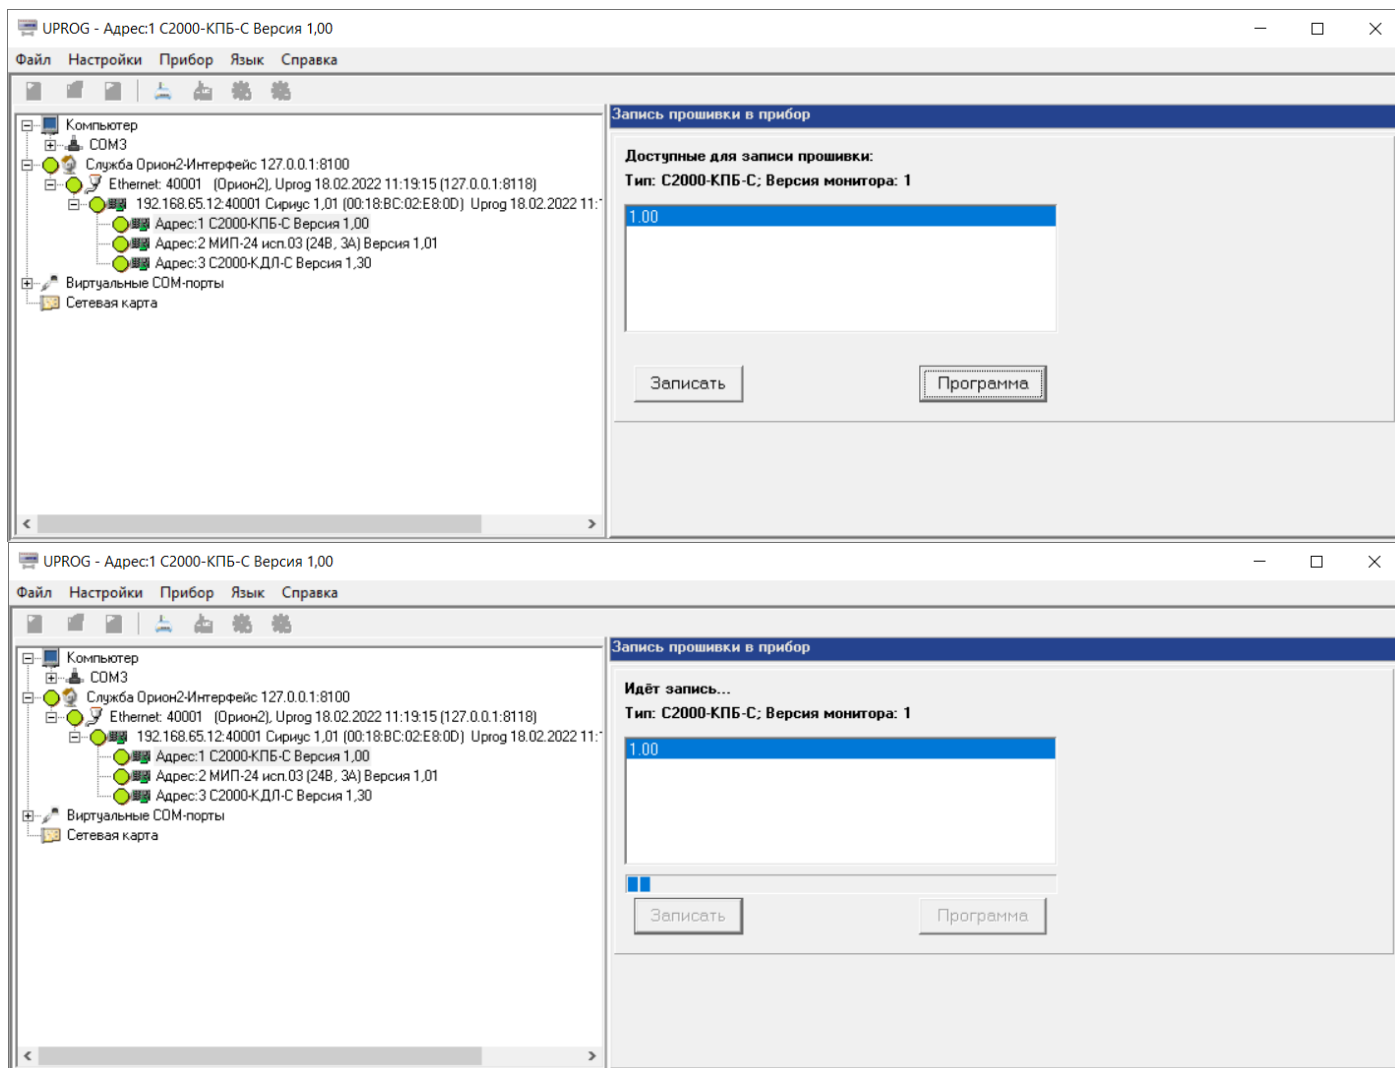 UPROG - Адрес:1 С2000-КПБ-С Версия 1,00
Файл Настройки Прибор Язык Справка
Компьютер
COM3
Служба Орион2-Интерфейс 127.0.0.1:8100
Ethernet: 40001 (Орион2), Uprog 18.02.2022 11:19:15 (127.0.0.1:8118)
192.168.65.12:40001 Сириус 1,01 (00:18:BC:02:E8:0D) Uprog 18.02.2022 11:
Адрес:1 С2000-КПБ-С Версия 1,00
Адрес:2 МИП-24 исп.03 (24В, 3А) Версия 1,01
Адрес:3 С2000-КДЛ-С Версия 1,30
Виртуальные COM-порты
Сетевая карта
Запись прошивки в прибор
Доступные для записи прошивки:
Тип: С2000-КПБ-С; Версия монитора: 1
1.00
Записать Программа
UPROG - Адрес:1 С2000-КПБ-С Версия 1,00
Файл Настройки Прибор Язык Справка
Компьютер
COM3
Служба Орион2-Интерфейс 127.0.0.1:8100
Ethernet: 40001 (Орион2), Uprog 18.02.2022 11:19:15 (127.0.0.1:8118)
192.168.65.12:40001 Сириус 1,01 (00:18:BC:02:E8:0D) Uprog 18.02.2022 11:
Адрес:1 С2000-КПБ-С Версия 1,00
Адрес:2 МИП-24 исп.03 (24В, 3А) Версия 1,01
Адрес:3 С2000-КДЛ-С Версия 1,30
Виртуальные COM-порты
Сетевая карта
Запись прошивки в прибор
Идёт запись...
Тип: С2000-КПБ-С; Версия монитора: 1
1.00
Записать Программа